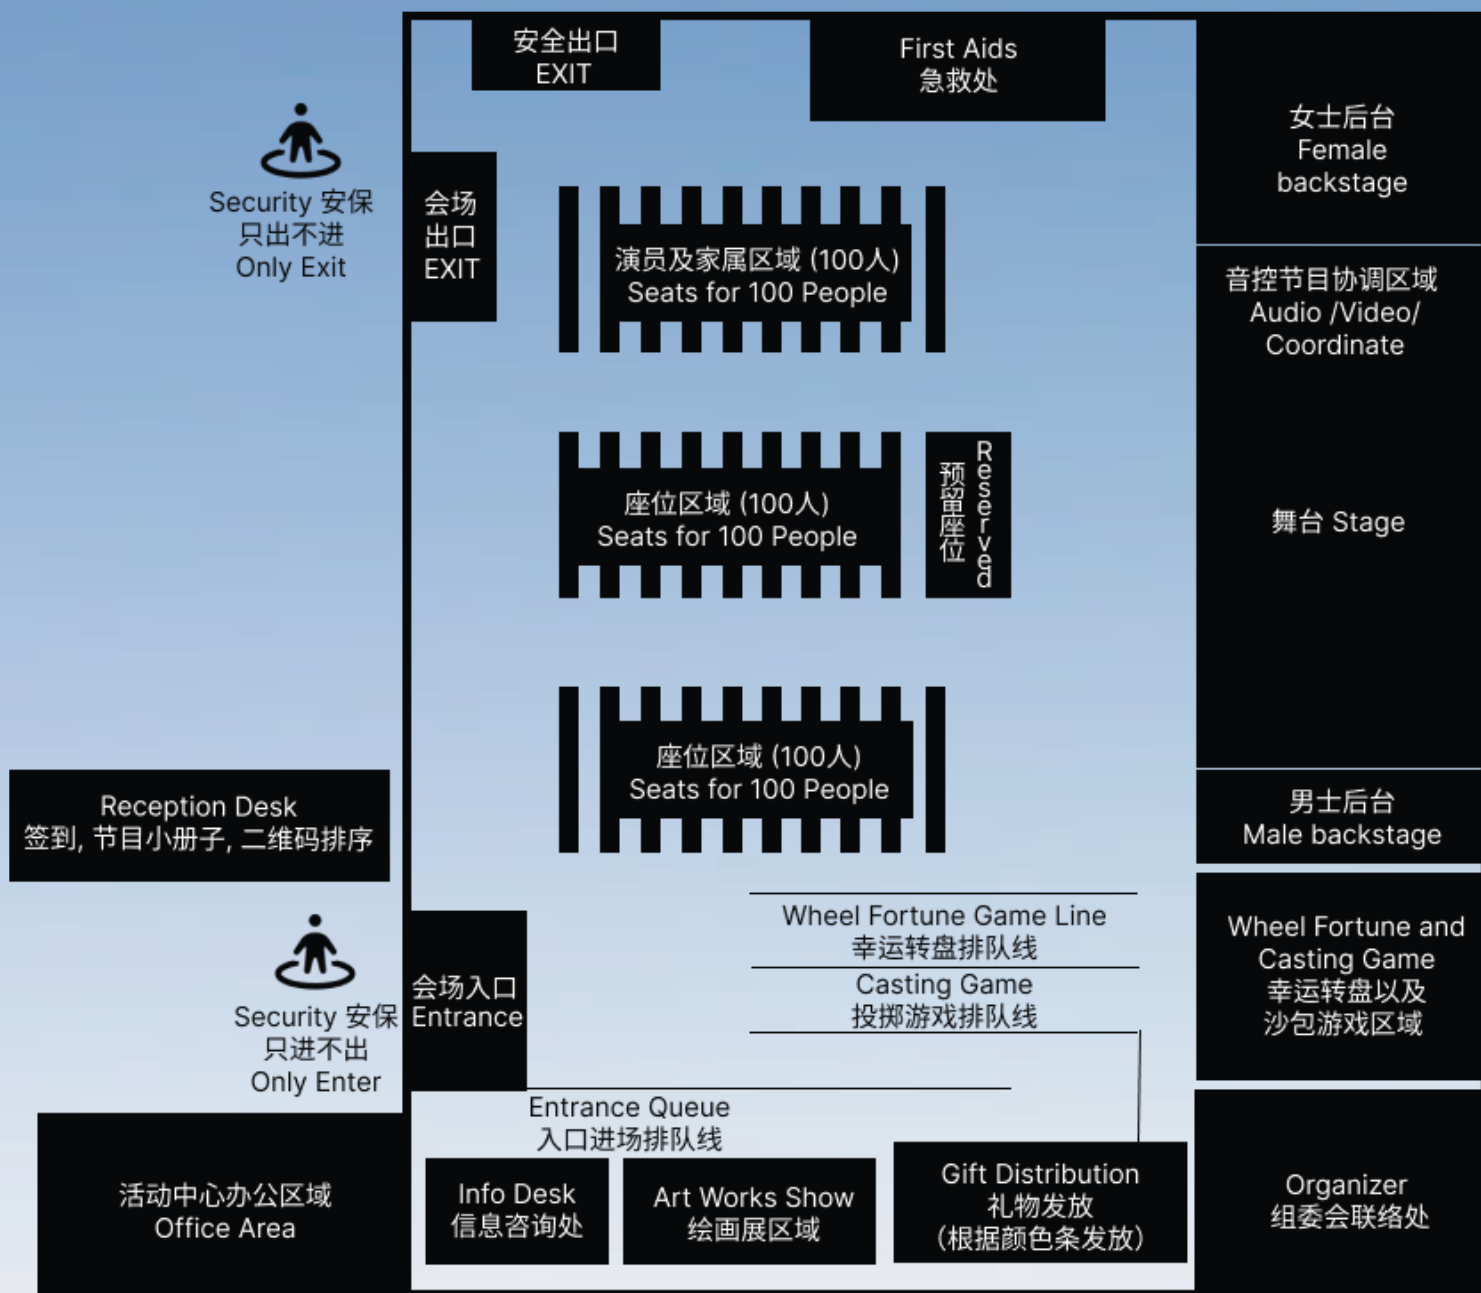 安全出口
EXIT
First Aids
急救处
女士后台
Female
backstage
Security 安保
只出不进
Only Exit
会场
出口
EXIT
演员及家属区域 (100人)
Seats for 100 People
音控节目协调区域
Audio /Video/
Coordinate
座位区域 (100人)
Seats for 100 People
预留座位
Reserved
舞台 Stage
座位区域 (100人)
Seats for 100 People
Reception Desk
签到, 节目小册子, 二维码排序
男士后台
Male backstage
Wheel Fortune Game Line
幸运转盘排队线
Casting Game
投掷游戏排队线
Wheel Fortune and
Casting Game
幸运转盘以及
沙包游戏区域
Security 安保
只进不出
Only Enter
会场入口
Entrance
Entrance Queue
入口进场排队线
活动中心办公区域
Office Area
Info Desk
信息咨询处
Art Works Show
绘画展区域
Gift Distribution
礼物发放
（根据颜色条发放）
Organizer
组委会联络处